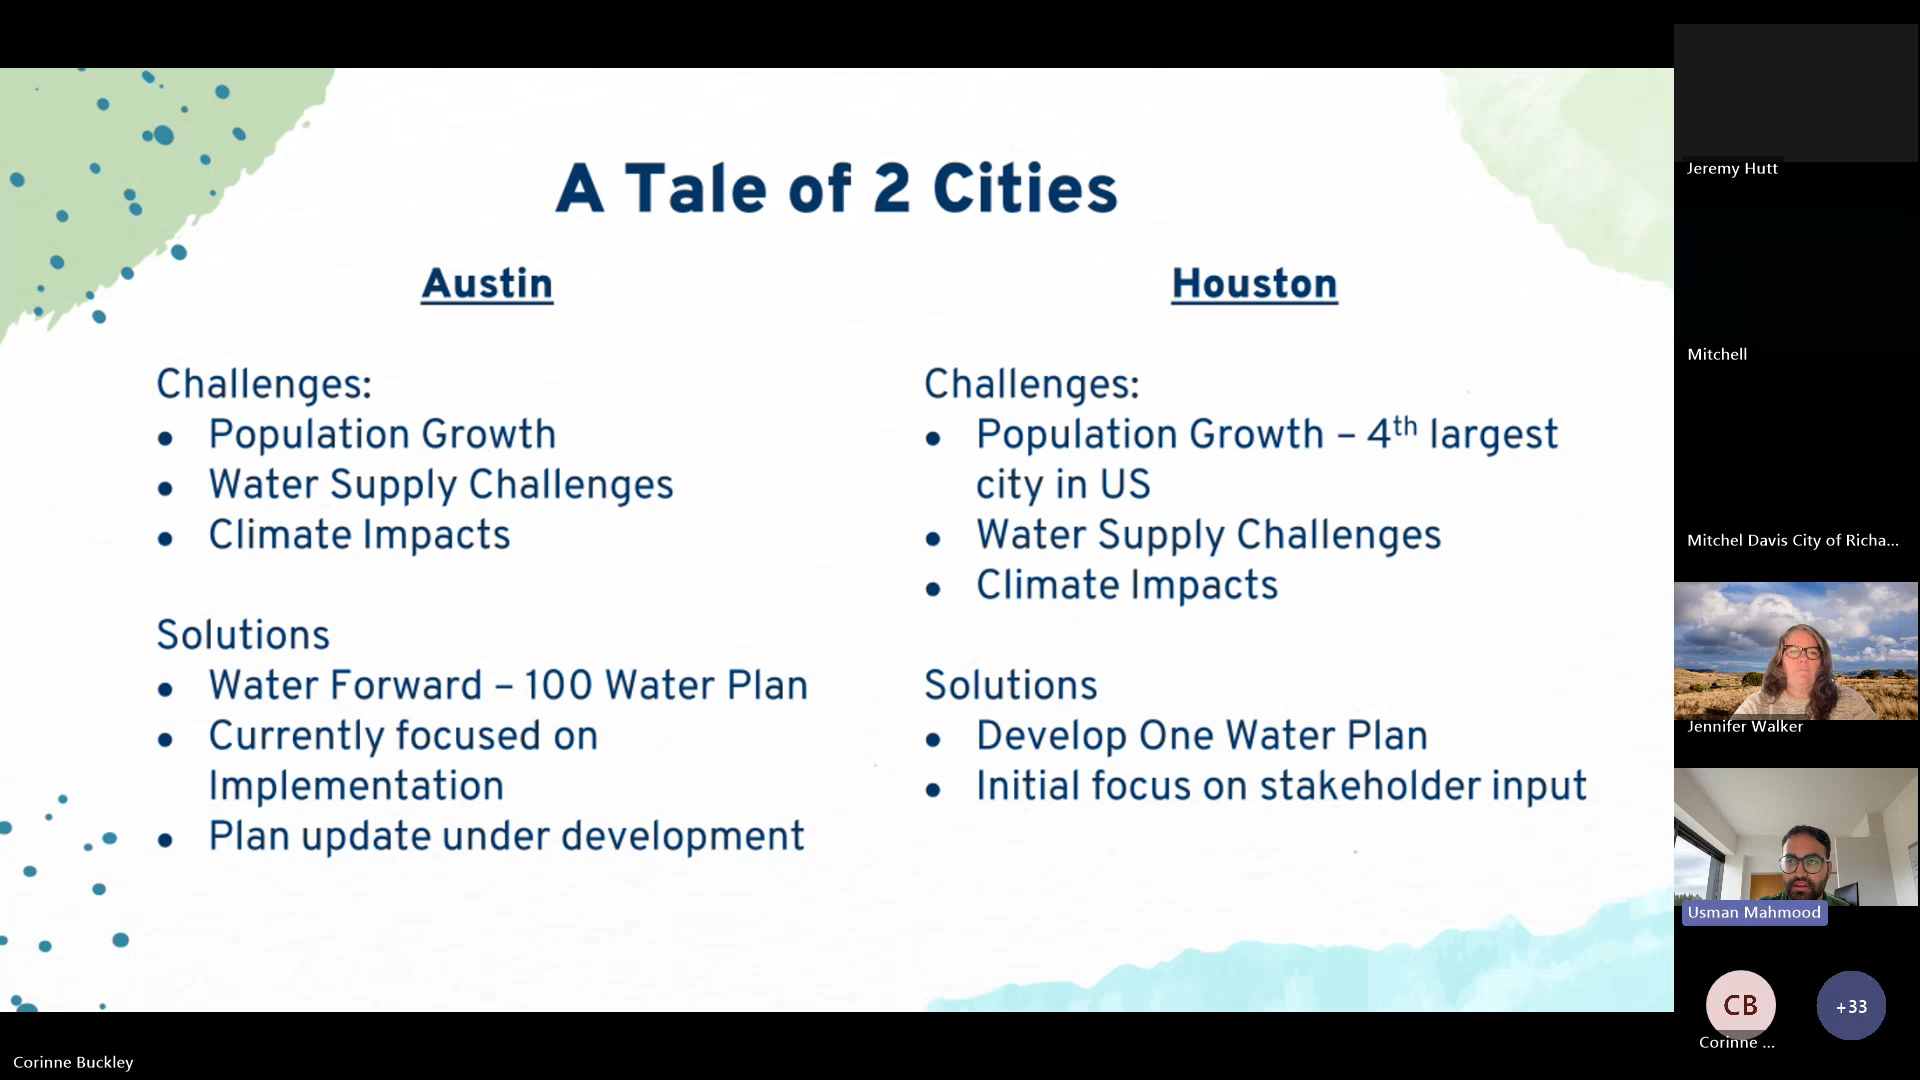 A Tale of 2 Cities
Austin
Challenges:
● Population Growth
● Water Supply Challenges
● Climate Impacts
Solutions
● Water Forward – 100 Water Plan
● Currently focused on
Implementation
● Plan update under development
Houston
Challenges:
● Population Growth – 4th largest
city in US
● Water Supply Challenges
● Climate Impacts
Solutions
● Develop One Water Plan
● Initial focus on stakeholder input
Jeremy Hutt
Mitchell
Mitchel Davis City of Richa...
Jennifer Walker
Usman Mahmood
CB
+33
Corinne ...
Corinne Buckley